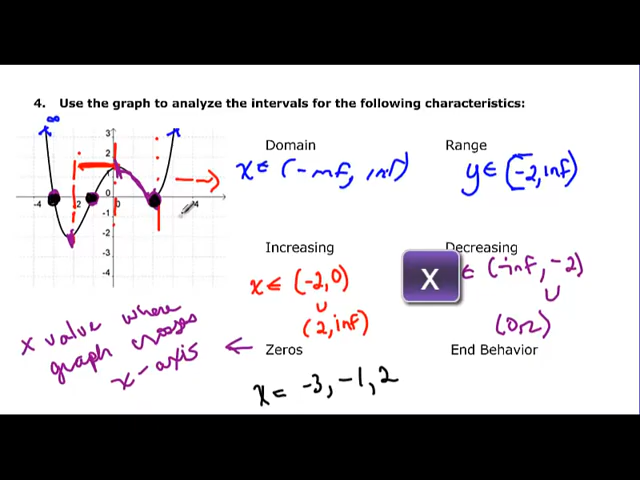 4. Use the graph to analyze the intervals for the following characteristics:
∞
3
2
1
0
-4 -2 0 4
-1
-2
-3
-4
Domain
x ∈ (-inf, inf)
Range
y ∈ [-2, inf)
Increasing
x ∈ (-2, 0)
∪
(2, inf)
Decreasing
X
∈ (-inf, -2)
∪
(0, 2)
x value where
graph crosses
x-axis ←
Zeros
x = -3, -1, 2
End Behavior